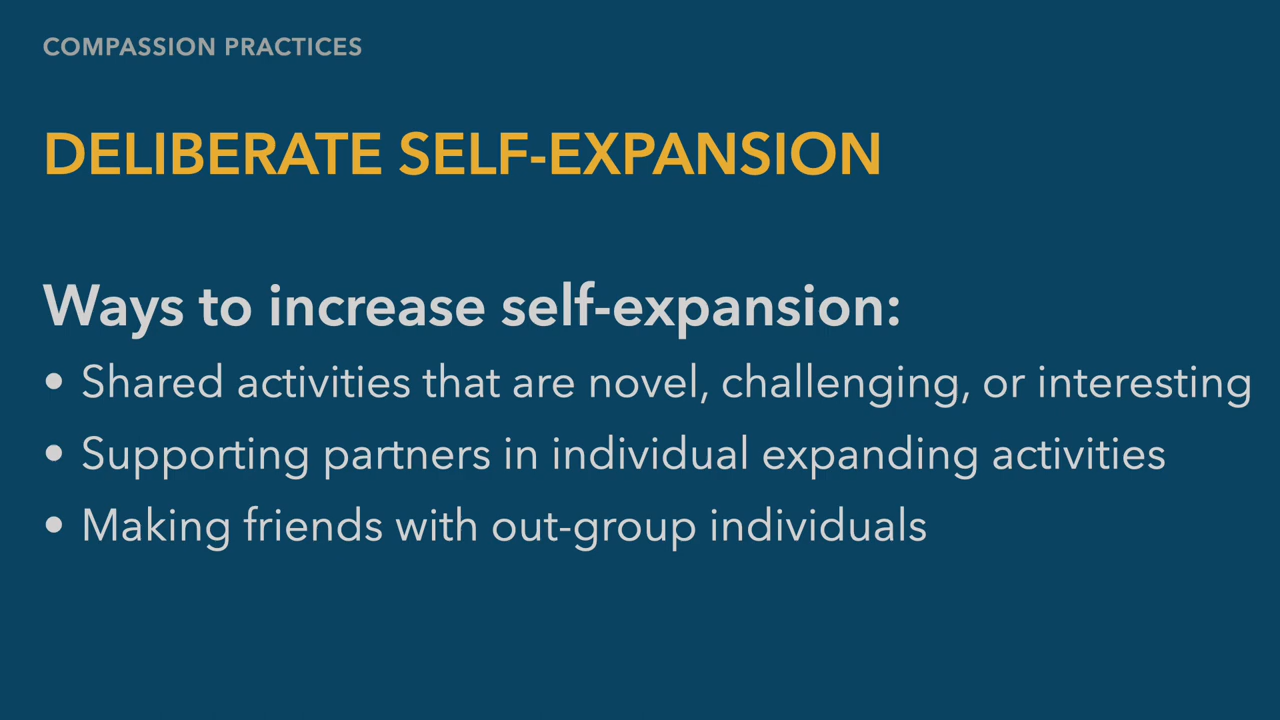 COMPASSION PRACTICES
DELIBERATE SELF-EXPANSION
Ways to increase self-expansion:
• Shared activities that are novel, challenging, or interesting
• Supporting partners in individual expanding activities
• Making friends with out-group individuals